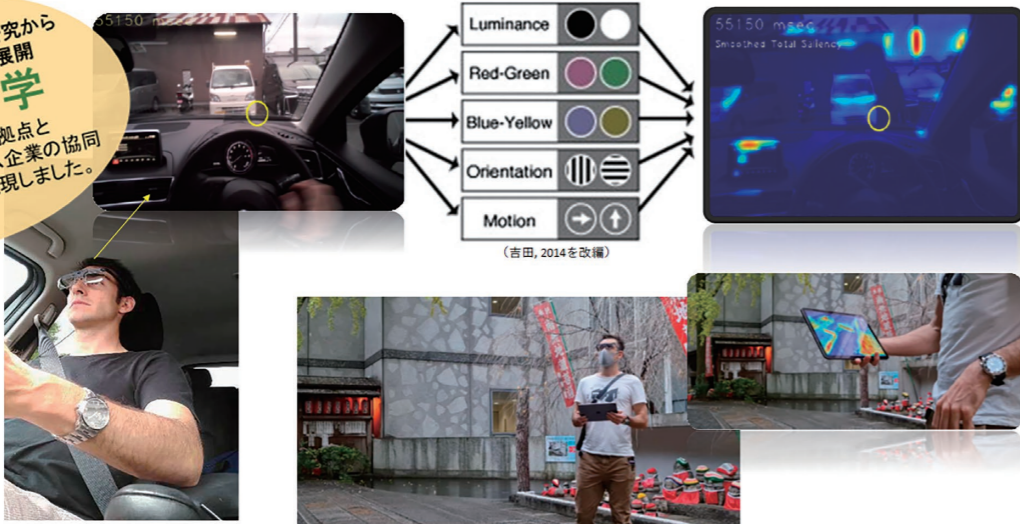 究から
展開
学
拠点と
企業の協同
現しました。
55150 msec
Luminance
Red-Green
Blue-Yellow
Orientation
Motion
(吉田, 2014を改編)
55150 msec
Smoothed Total Saliency